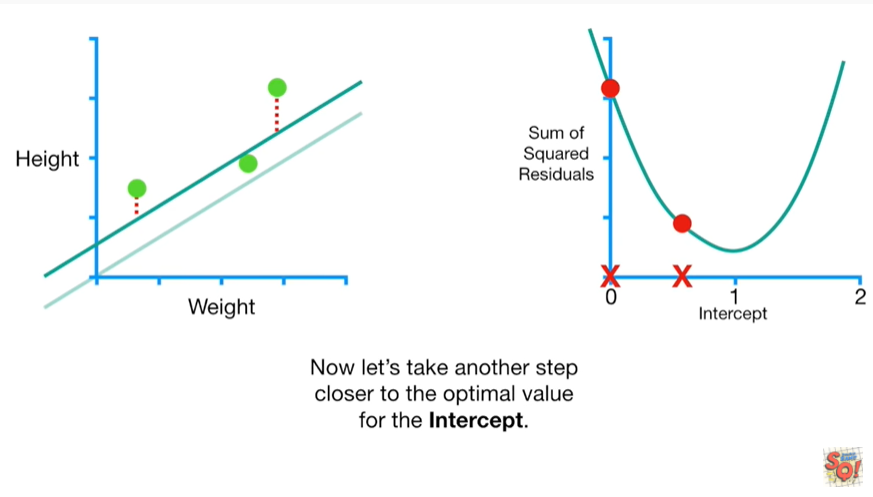 Height
Weight
Sum of
Squared
Residuals
0
1
2
Intercept
Now let's take another step
closer to the optimal value
for the Intercept.
SQ!